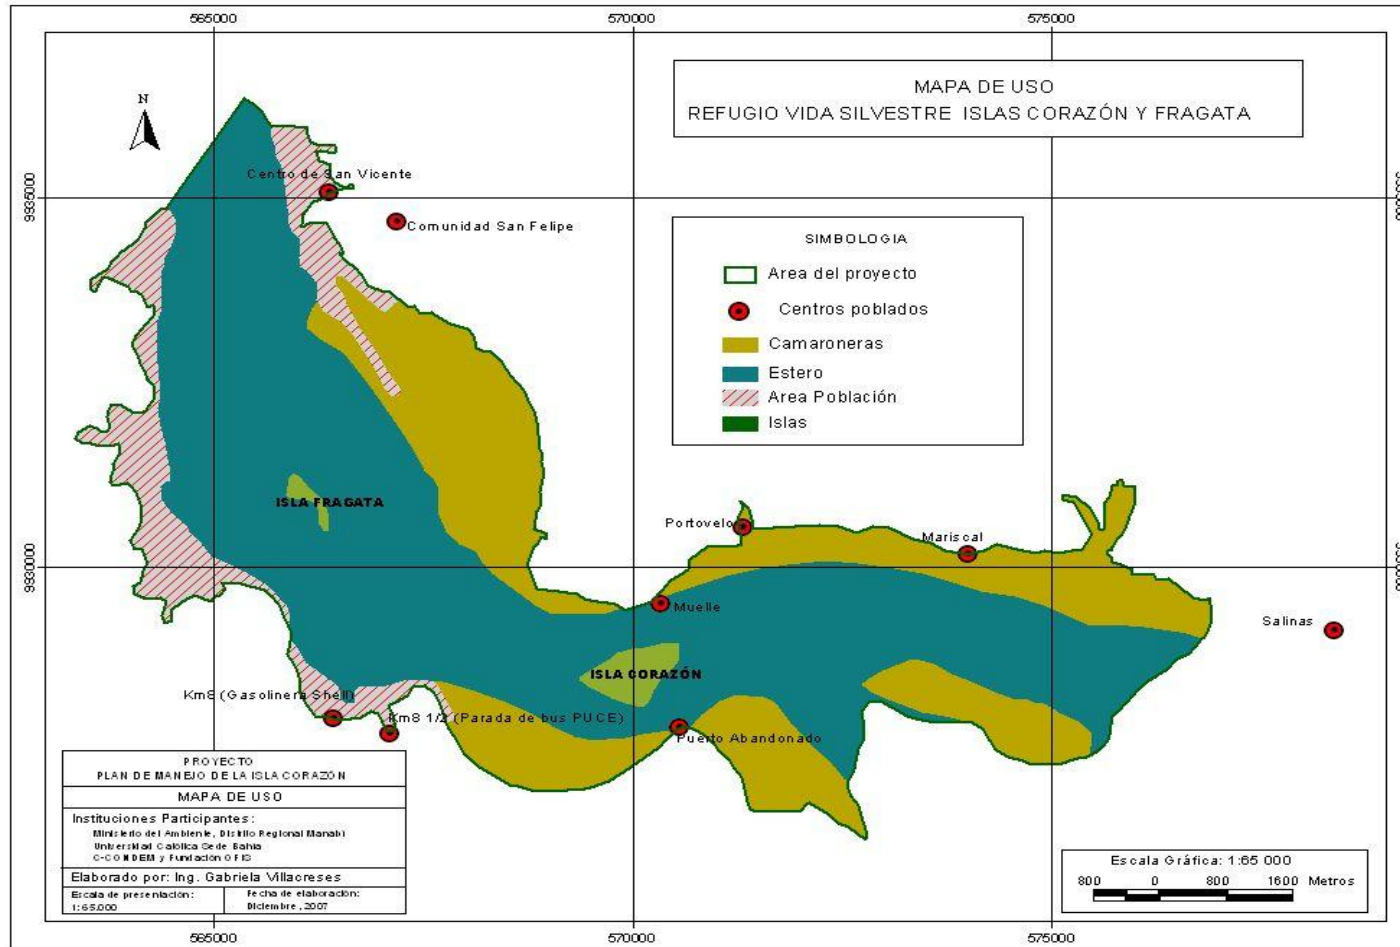 565000
570000
575000
MAPA DE USO
REFUGIO VIDA SILVESTRE ISLAS CORAZÓN Y FRAGATA
N
9935000
Centro de San Vicente
Comunidad San Felipe
SIMBOLOGIA
Area del proyecto
Centros poblados
Camaroneras
Estero
Area Población
Islas
ISLA FRAGATA
Portovelo
Mariscal
9930000
Muelle
Salinas
ISLA CORAZÓN
Km8 (Gasolinera Shell)
Km8 1/2 (Parada de bus PUCE)
Puerto Abandonado
PROYECTO
PLAN DE MANEJO DE LA ISLA CORAZÓN
MAPA DE USO
Instituciones Participantes:
Ministerio del Ambiente, Distrito Regional Manabí
Universidad Católica Sede Bahia
C-CONDEM y Fundación OFIS
Elaborado por: Ing. Gabriela Villacreses
Escala de presentación:
1:65.000
Fecha de elaboración:
Diciembre, 2007
Escala Gráfica: 1:65 000
800 0 800 1600 Metros
565000
570000
575000